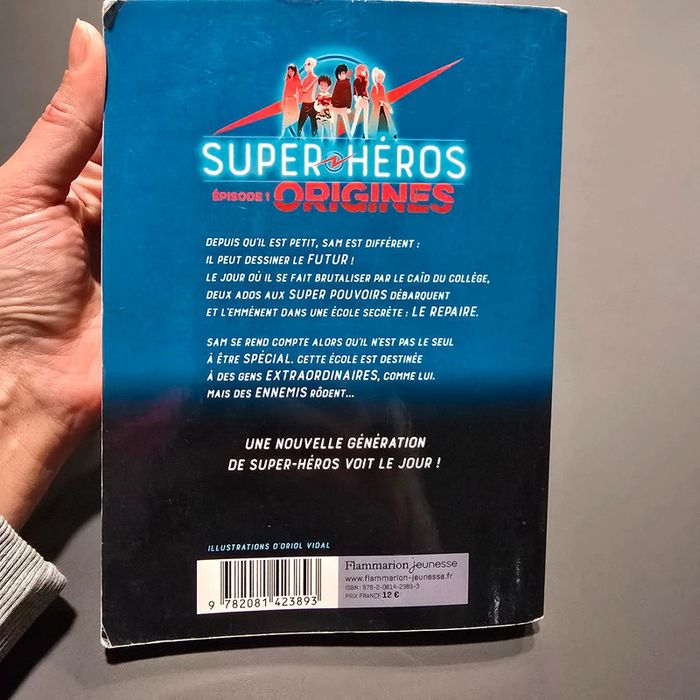 SUPER-HÉROS
ÉPISODE 1 ORIGINES
DEPUIS QU'IL EST PETIT, SAM EST DIFFÉRENT :
IL PEUT DESSINER LE FUTUR !
LE JOUR OÙ IL SE FAIT BRUTALISER PAR LE CAÏD DU COLLÈGE,
DEUX ADOS AUX SUPER POUVOIRS DÉBARQUENT
ET L'EMMÈNENT DANS UNE ÉCOLE SECRÈTE : LE REPAIRE.
SAM SE REND COMPTE ALORS QU'IL N'EST PAS LE SEUL
À ÊTRE SPÉCIAL. CETTE ÉCOLE EST DESTINÉE
À DES GENS EXTRAORDINAIRES, COMME LUI.
MAIS DES ENNEMIS RÔDENT...
UNE NOUVELLE GÉNÉRATION
DE SUPER-HÉROS VOIT LE JOUR !
ILLUSTRATIONS D'ORIOL VIDAL
Flammarion jeunesse
www.flammarion-jeunesse.fr
ISBN : 978-2-0814-2389-3
PRIX FRANCE 12 €
9 782081 423893